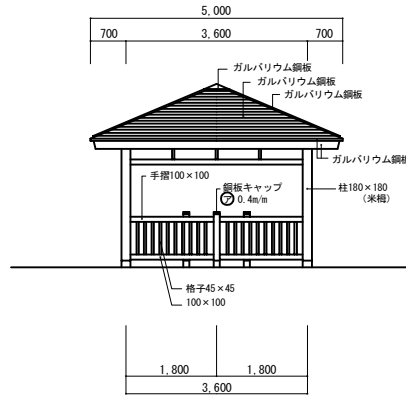 5,000
700
3,600
700
ガルバリウム鋼板
ガルバリウム鋼板
ガルバリウム鋼板
ガルバリウム鋼板
手摺100×100
銅板キャップ
ア 0.4m/m
柱180×180
(米栂)
格子45×45
100×100
1,800
1,800
3,600